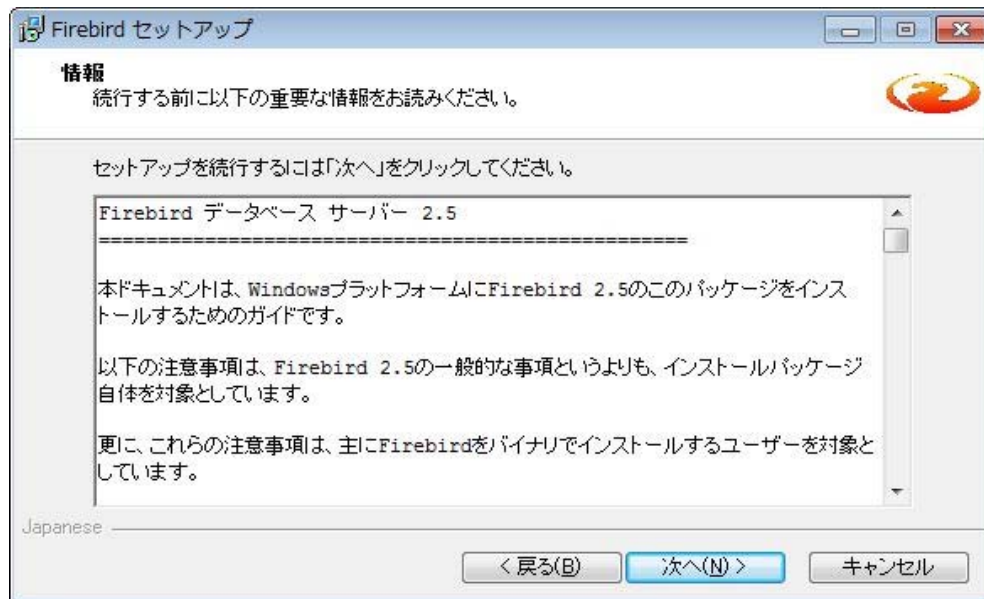 Firebird セットアップ
情報
続行する前に以下の重要な情報をお読みください。
セットアップを続行するには「次へ」をクリックしてください。
Firebird データベース サーバー 2.5
==================================================
本ドキュメントは、WindowsプラットフォームにFirebird 2.5のこのパッケージをインス
トールするためのガイドです。
以下の注意事項は、Firebird 2.5の一般的な事項というよりも、インストールパッケージ
自体を対象としています。
更に、これらの注意事項は、主にFirebirdをバイナリでインストールするユーザーを対象と
しています。
Japanese
< 戻る(B)
次へ(N) >
キャンセル